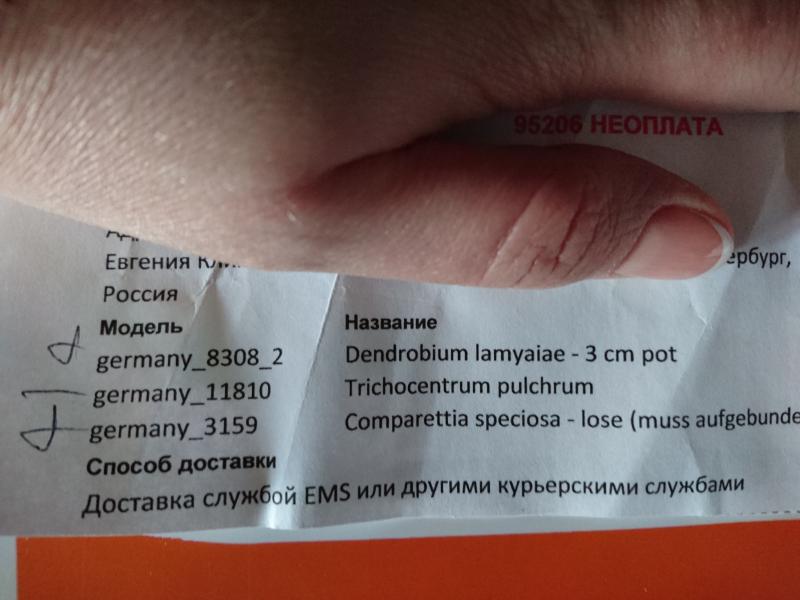 95206 НЕОПЛАТА
Евгения
Россия
Модель Название
germany_8308_2 Dendrobium lamyaiae - 3 cm pot
germany_11810 Trichocentrum pulchrum
germany_3159 Comparettia speciosa - lose (muss aufgebunde
Способ доставки
Доставка службой EMS или другими курьерскими службами